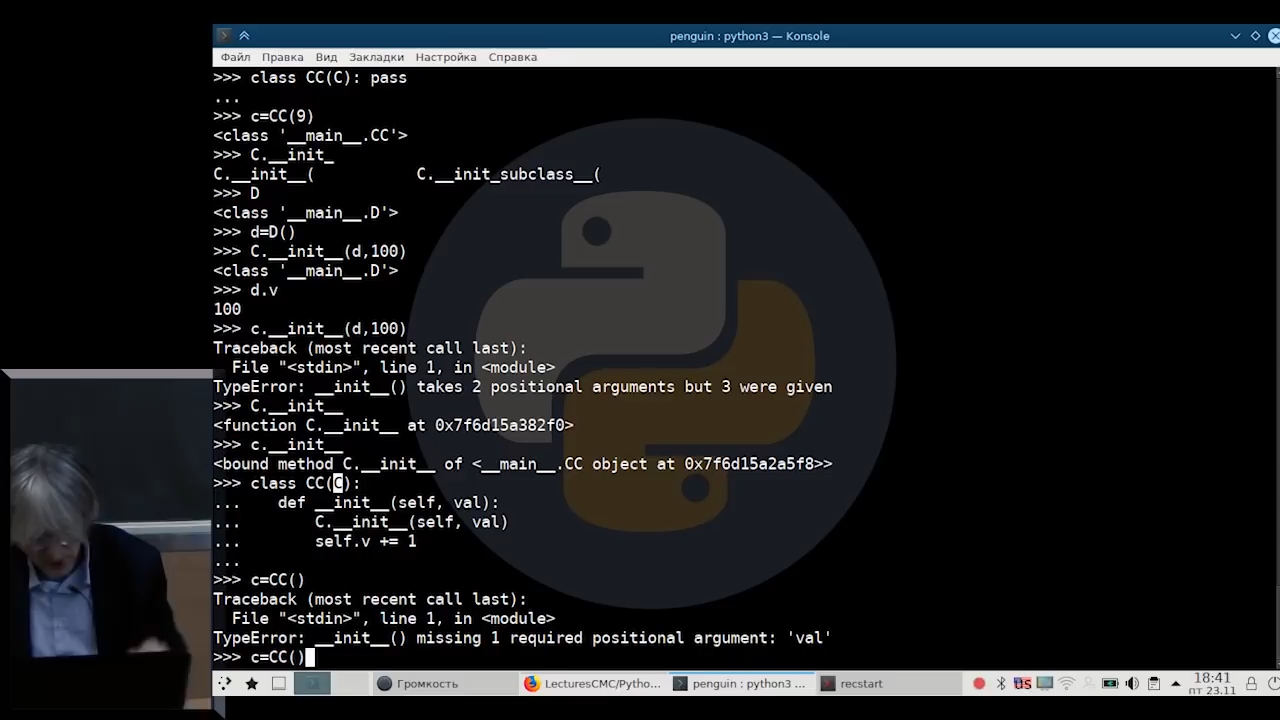 penguin : python3 — Konsole
Файл Правка Вид Закладки Настройка Справка
>>> class CC(C): pass
...
>>> c=CC(9)
<class '__main__.CC'>
>>> C.__init_
C.__init__( C.__init_subclass__(
>>> D
<class '__main__.D'>
>>> d=D()
>>> C.__init__(d,100)
<class '__main__.D'>
>>> d.v
100
>>> c.__init__(d,100)
Traceback (most recent call last):
  File "<stdin>", line 1, in <module>
TypeError: __init__() takes 2 positional arguments but 3 were given
>>> C.__init__
<function C.__init__ at 0x7f6d15a382f0>
>>> c.__init__
<bound method C.__init__ of <__main__.CC object at 0x7f6d15a2a5f8>>
>>> class CC(C):
...     def __init__(self, val):
...         C.__init__(self, val)
...         self.v += 1
...
>>> c=CC()
Traceback (most recent call last):
  File "<stdin>", line 1, in <module>
TypeError: __init__() missing 1 required positional argument: 'val'
>>> c=CC()
Громкость LecturesCMC/Pytho... penguin : python3 ... recstart US 18:41
пт 23.11